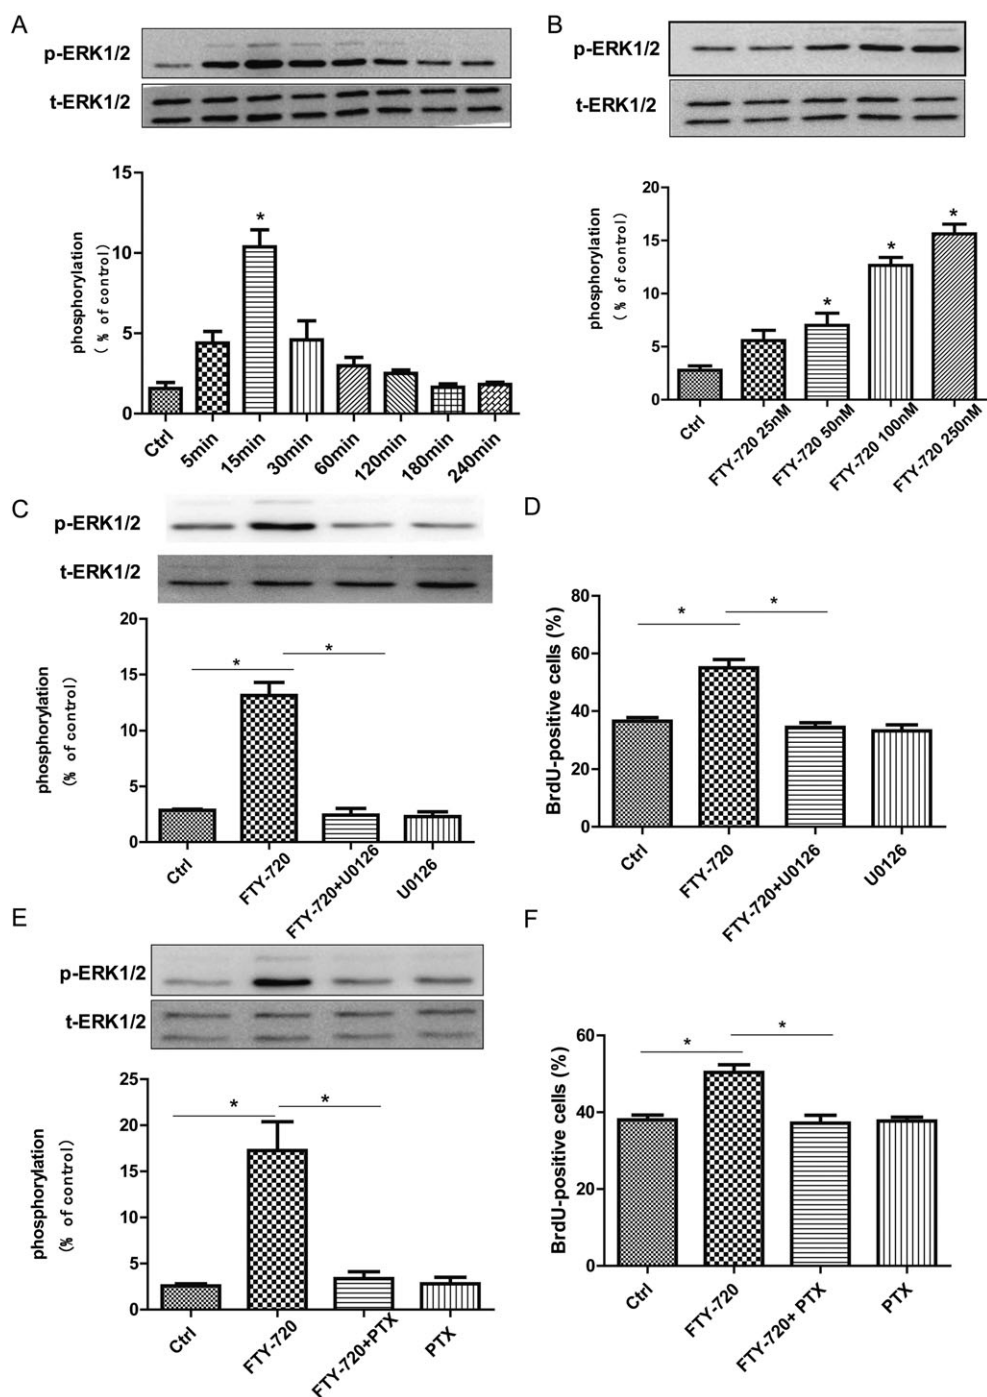 A
p-ERK1/2
t-ERK1/2
15
10
5
0
phosphorylation
( % of control)
*
Ctrl
5min
15min
30min
60min
120min
180min
240min
B
p-ERK1/2
t-ERK1/2
20
15
10
5
0
phosphorylation
( % of control)
*
*
*
Ctrl
FTY-720 25nM
FTY-720 50nM
FTY-720 100nM
FTY-720 250nM
C
p-ERK1/2
t-ERK1/2
20
15
10
5
0
phosphorylation
(% of control)
*
*
Ctrl
FTY-720
FTY-720+U0126
U0126
D
80
60
40
20
0
BrdU-positive cells (%)
*
*
Ctrl
FTY-720
FTY-720+U0126
U0126
E
p-ERK1/2
t-ERK1/2
25
20
15
10
5
0
phosphorylation
(% of control)
*
*
Ctrl
FTY-720
FTY-720+PTX
PTX
F
60
40
20
0
BrdU-positive cells (%)
*
*
Ctrl
FTY-720
FTY-720+ PTX
PTX